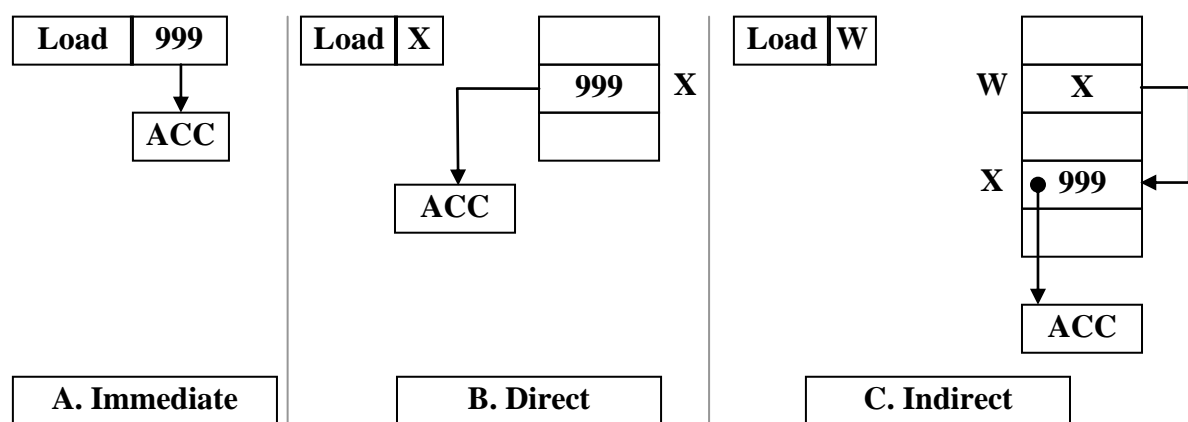 Load 999
ACC
A. Immediate
Load X
999 X
ACC
B. Direct
Load W
W X
X 999
ACC
C. Indirect